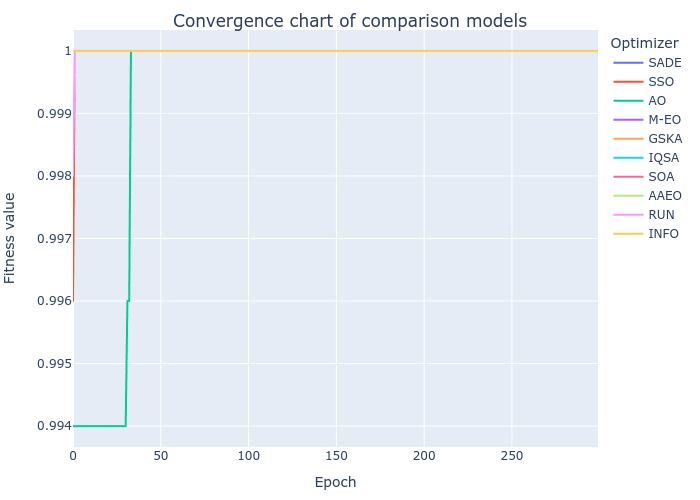 Convergence chart of comparison models
Fitness value
1
0.999
0.998
0.997
0.996
0.995
0.994
0
50
100
150
200
250
Epoch
Optimizer
SADE
SSO
AO
M-EO
GSKA
IQSA
SOA
AAEO
RUN
INFO